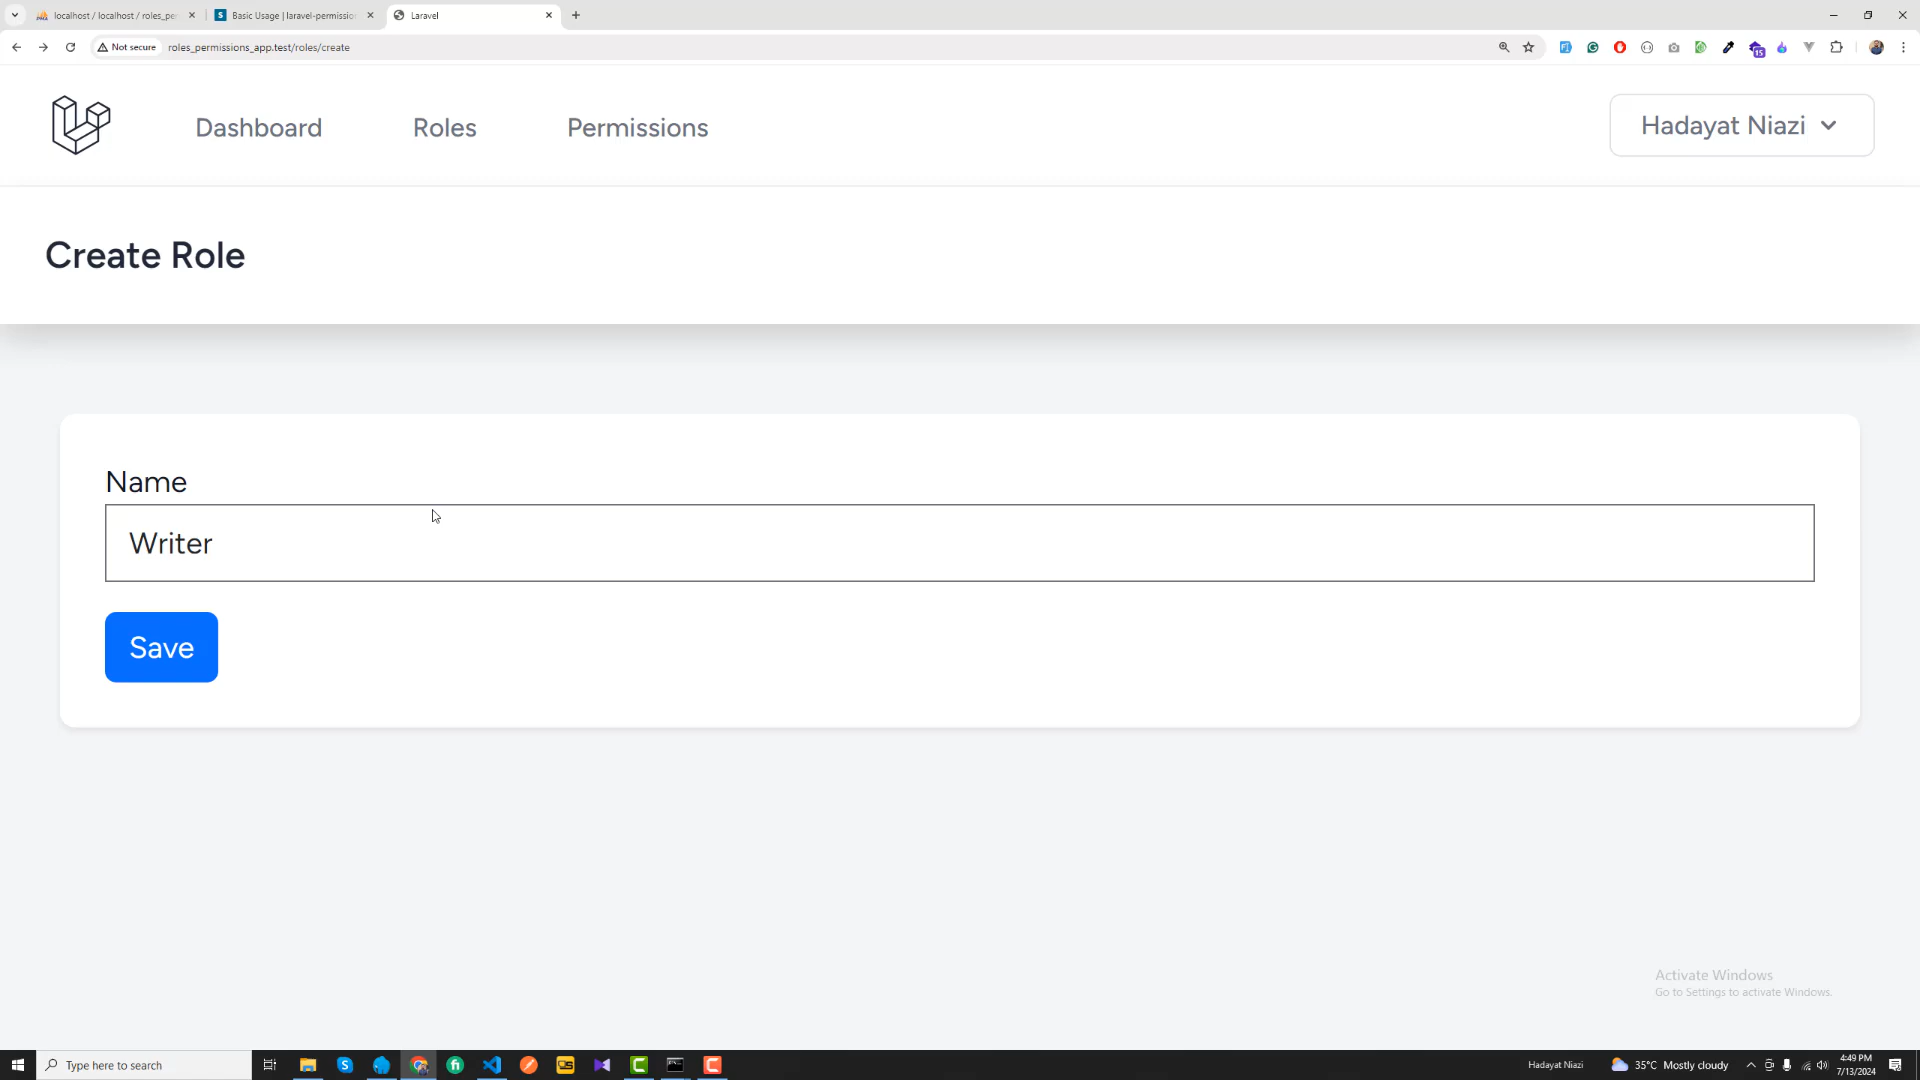 localhost / localhost / roles_pe
Basic Usage | laravel-permissio
Laravel
Not secure
roles_permissions_app.test/roles/create
15
Dashboard
Roles
Permissions
Hadayat Niazi
Create Role
Name
Writer
Save
Activate Windows
Go to Settings to activate Windows.
Type here to search
Hadayat Niazi
35°C Mostly cloudy
4:49 PM
7/13/2024